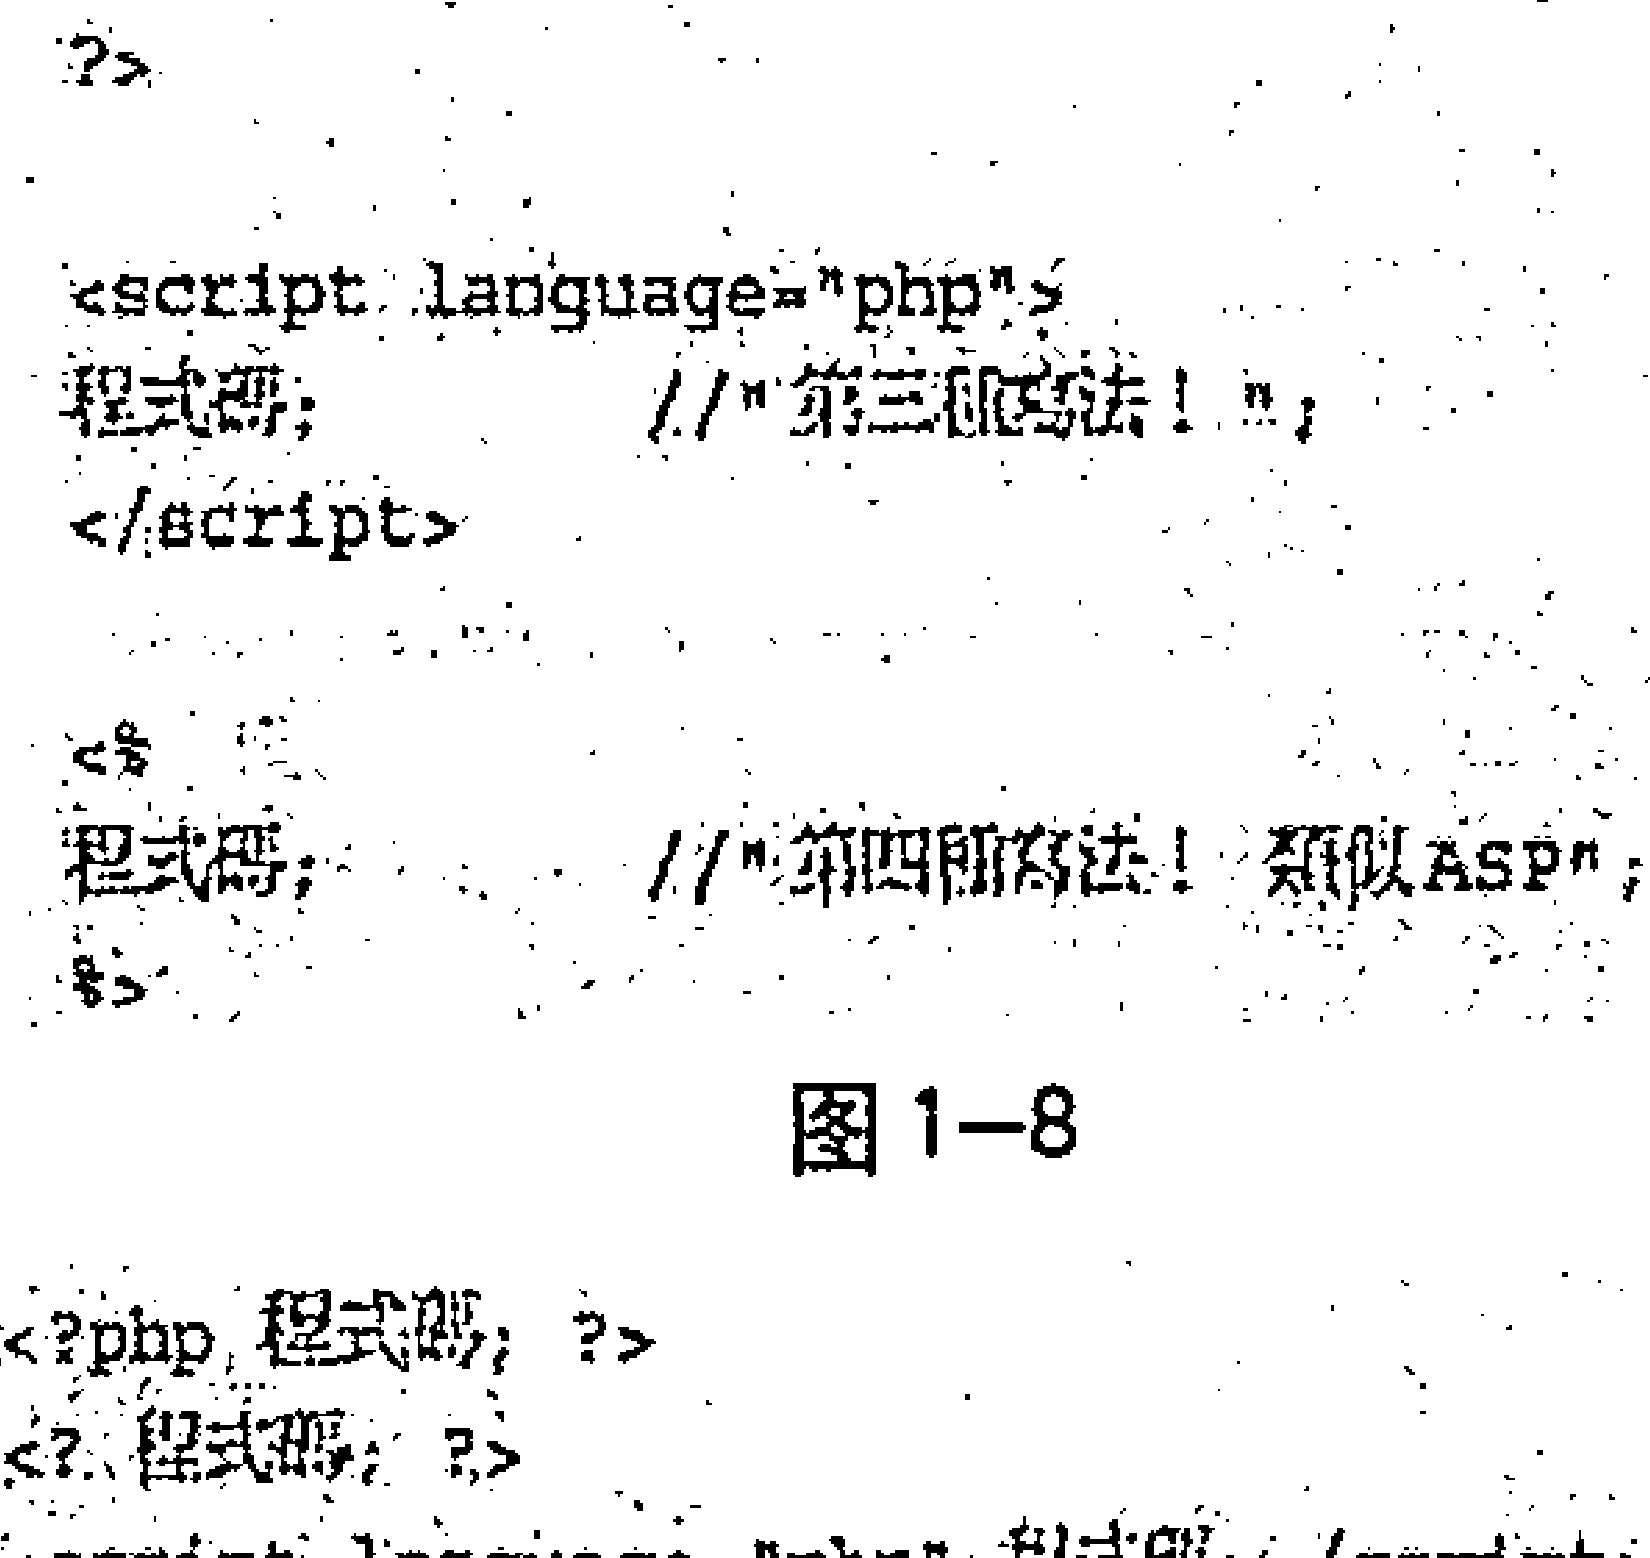 ?>
<script language="php">
程式碼;  //"第三種寫法! ";
</script>
<%
程式碼;  //"第四種寫法! 類似ASP";
%>
图 1-8
<?php 程式碼; ?>
<? 程式碼; ?>